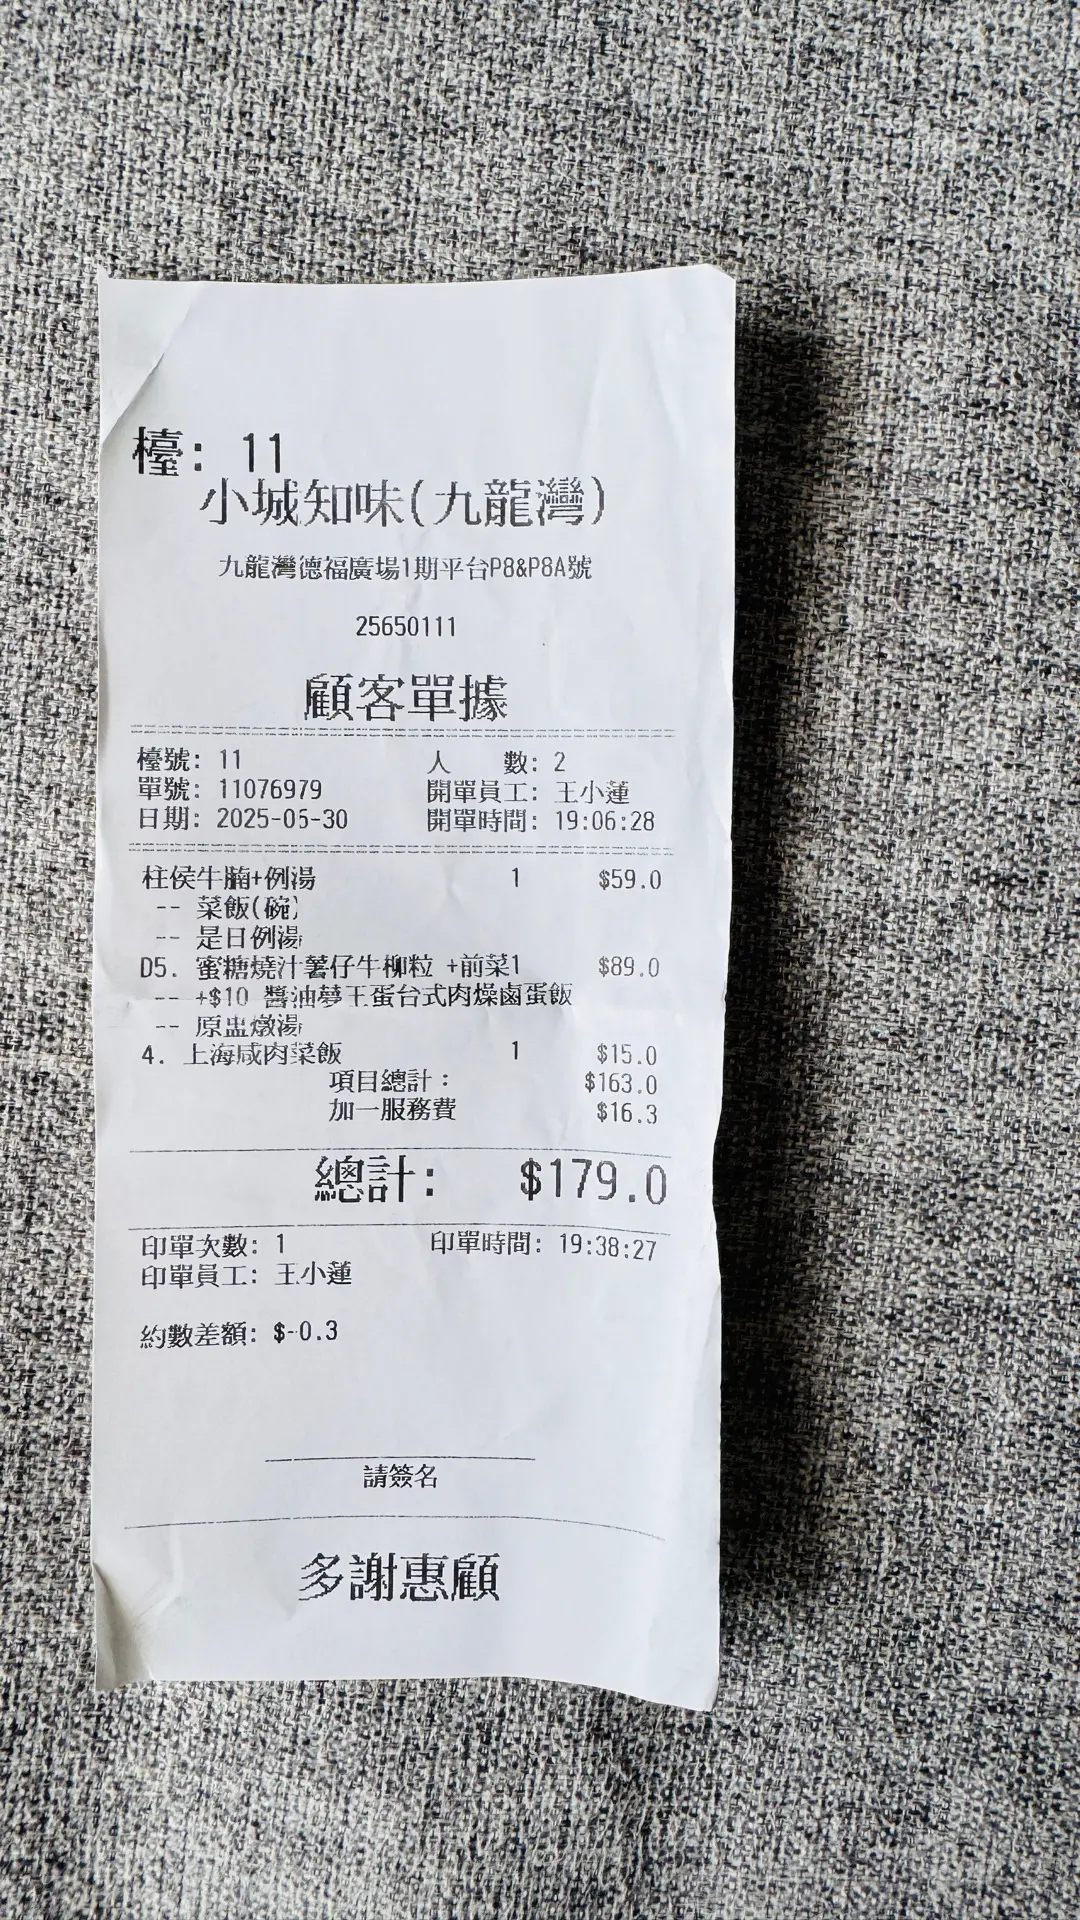 檯: 11
小城知味(九龍灣)
九龍灣德福廣場1期平台P8&P8A號
25650111
顧客單據
檯號: 11 人 數: 2
單號: 11076979 開單員工: 王小蓮
日期: 2025-05-30 開單時間: 19:06:28
柱侯牛腩+例湯 1 $59.0
-- 菜飯(碗)
-- 是日例湯
D5. 蜜糖燒汁薯仔牛柳粒 +前菜1 $89.0
-- +$10 醬油夢王蛋台式肉燥鹵蛋飯
-- 原盅燉湯
4. 上海咸肉菜飯 1 $15.0
項目總計: $163.0
加一服務費 $16.3
總計: $179.0
印單次數: 1 印單時間: 19:38:27
印單員工: 王小蓮
約數差額: $-0.3
請簽名
多謝惠顧